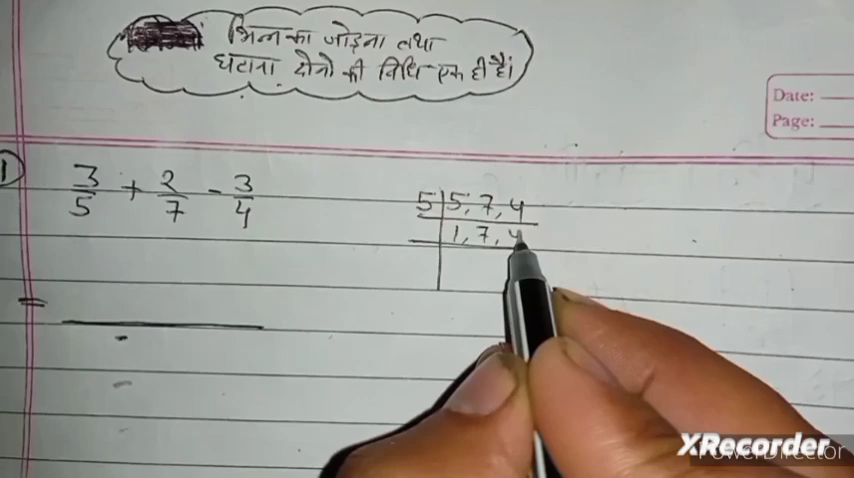 भिन्न का जोड़ना तथा
घटाना दोनो की विधि एक ही है।
Date:
Page:
1
3/5 + 2/7 - 3/4
5 | 5, 7, 4
1, 7, 4
=
XRecorder
PowerDirector